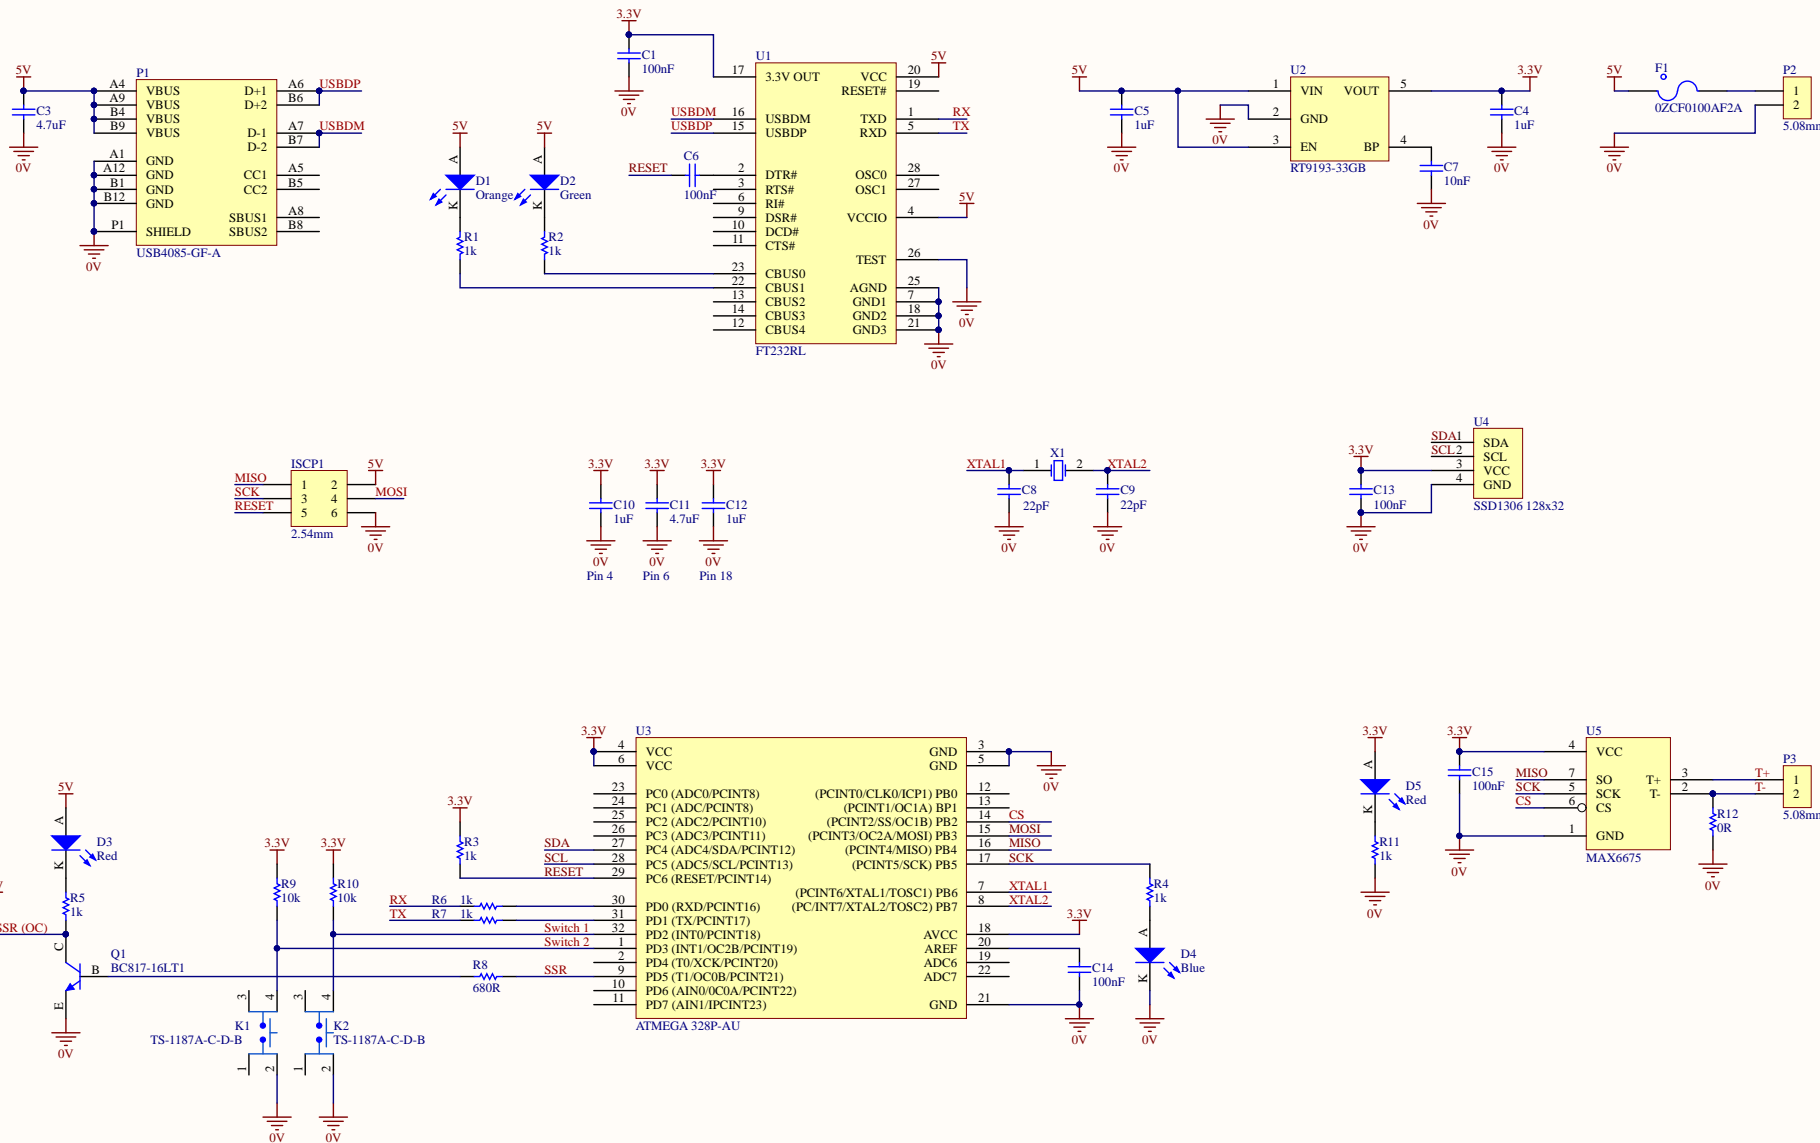 3.3V
C1
100nF
5V
C3
4.7uF
0V
P1
A4 VBUS D+1 A6 USBDP
A9 VBUS D+2 B6
B4 VBUS
B9 VBUS D-1 A7 USBDM
D-2 B7
A1 GND
A12 GND CC1 A5
B1 GND CC2 B5
B12 GND
SBUS1 A8
P1 SHIELD SBUS2 B8
USB4085-GF-A
0V
5V
A
D1
Orange
K
R1
1k
5V
A
D2
Green
K
R2
1k
0V
U1
17 3.3V OUT VCC 20 5V
RESET# 19
USBDM 16 USBDM TXD 1 RX
USBDP 15 USBDP RXD 5 TX
RESET C6
100nF
2 DTR# OSC0 28
3 RTS# OSC1 27
6 RI#
9 DSR# VCCIO 4 5V
10 DCD#
11 CTS#
TEST 26
23 CBUS0
22 CBUS1 AGND 25
13 CBUS2 GND1 7
14 CBUS3 GND2 18
12 CBUS4 GND3 21
FT232RL
0V
0V
5V
C5
1uF
0V
0V
U2
1 VIN VOUT 5 3.3V
2 GND
3 EN BP 4
RT9193-33GB
C4
1uF
0V
C7
10nF
0V
5V
F1
0ZCF0100AF2A
0V
P2
1
2
5.08mm
ISCP1
MISO 1 2 5V
SCK 3 4 MOSI
RESET 5 6
2.54mm
0V
3.3V 3.3V 3.3V
C10
1uF
C11
4.7uF
C12
1uF
0V 0V 0V
Pin 4 Pin 6 Pin 18
XTAL1 1 X1 2 XTAL2
C8
22pF
C9
22pF
0V 0V
3.3V
C13
100nF
0V
U4
SDA 1 SDA
SCL 2 SCL
3 VCC
4 GND
SSD1306 128x32
5V
A
D3
Red
K
R5
1k
SSR (OC)
C
Q1
BC817-16LT1
B
E
0V
3.3V 3.3V
R9
10k
R10
10k
3 4 3 4
K1
TS-1187A-C-D-B
K2
TS-1187A-C-D-B
1 2 1 2
0V 0V
3.3V
R3
1k
SDA
SCL
RESET
RX R6 1k
TX R7 1k
Switch 1
Switch 2
R8
680R
SSR
3.3V
U3
4 VCC GND 3
6 VCC GND 5
0V
23 PC0 (ADC0/PCINT8) (PCINT0/CLK0/ICP1) PB0 12
24 PC1 (ADC/PCINT8) (PCINT1/OC1A) BP1 13
25 PC2 (ADC2/PCINT10) (PCINT2/SS/OC1B) PB2 14 CS
26 PC3 (ADC3/PCINT11) (PCINT3/OC2A/MOSI) PB3 15 MOSI
27 PC4 (ADC4/SDA/PCINT12) (PCINT4/MISO) PB4 16 MISO
28 PC5 (ADC5/SCL/PCINT13) (PCINT5/SCK) PB5 17 SCK
29 PC6 (RESET/PCINT14)
(PCINT6/XTAL1/TOSC1) PB6 7 XTAL1
30 PD0 (RXD/PCINT16) (PC/INT7/XTAL2/TOSC2) PB7 8 XTAL2
31 PD1 (TX/PCINT17)
32 PD2 (INT0/PCINT18) AVCC 18 3.3V
1 PD3 (INT1/OC2B/PCINT19) AREF 20
2 PD4 (T0/XCK/PCINT20) ADC6 19
9 PD5 (T1/OC0B/PCINT21) ADC7 22
10 PD6 (AIN0/0C0A/PCINT22)
11 PD7 (AIN1/IPCINT23) GND 21
ATMEGA 328P-AU
C14
100nF
0V
R4
1k
A
D4
Blue
K
0V
3.3V
A
D5
Red
K
R11
1k
0V
3.3V
C15
100nF
0V
U5
4 VCC
MISO 7 SO T+ 3 T+
SCK 5 SCK T- 2 T-
CS 6 CS
1 GND
MAX6675
R12
0R
0V
P3
1
2
5.08mm